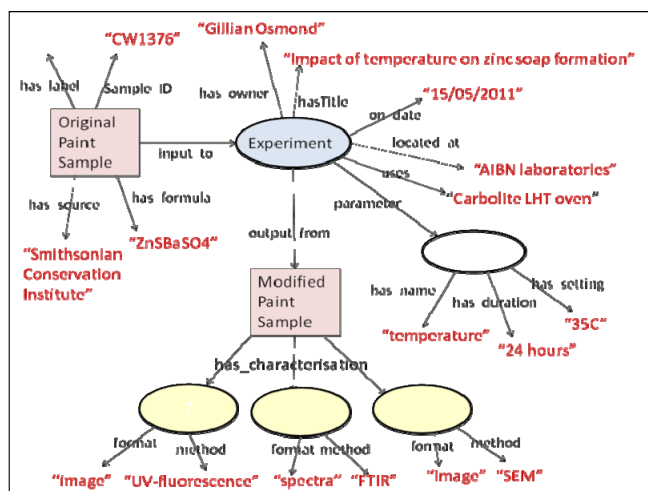 "Gillian Osmond"
"CW1376"
"Impact of temperature on zinc soap formation"
has label
Sample ID
has owner
hasTitle
"15/05/2011"
on date
Original
Paint
Sample
input to
Experiment
located at
"AIBN laboratories"
uses
"Carbolite LHT oven"
has source
has formula
parameter
"ZnSBaSO4"
output from
"Smithsonian
Conservation
Institute"
Modified
Paint
Sample
has name
has duration
has setting
"temperature"
"24 hours"
"35C"
has_characterisation
format
method
format
method
format
method
"Image"
"UV-fluorescence"
"spectra"
"FTIR"
"Image"
"SEM"